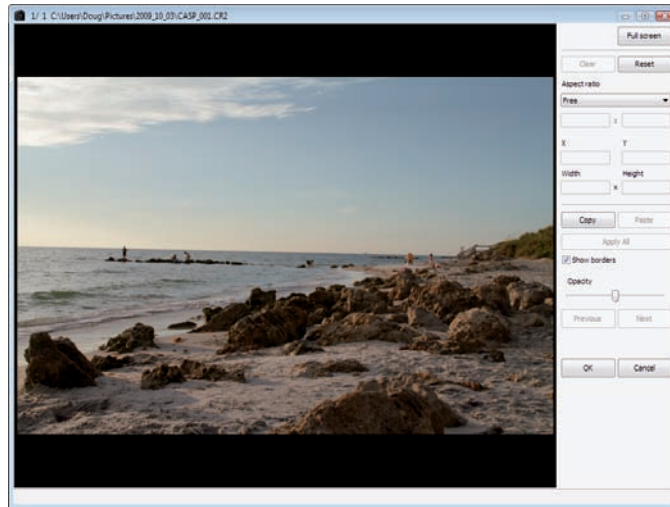 1/ 1 C:\Users\Doug\Pictures\2009_10_03\CASP_001.CR2
Full screen
Clear Reset
Aspect ratio
Free
x
X Y
Width Height
x
Copy Paste
Apply All
Show borders
Opacity
Previous Next
OK Cancel